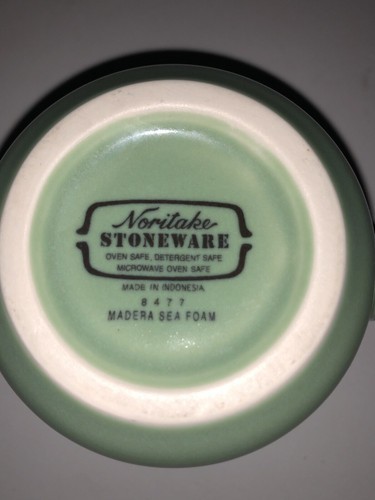 Noritake
STONEWARE
OVEN SAFE, DETERGENT SAFE
MICROWAVE OVEN SAFE
MADE IN INDONESIA
8477
MADERA SEA FOAM